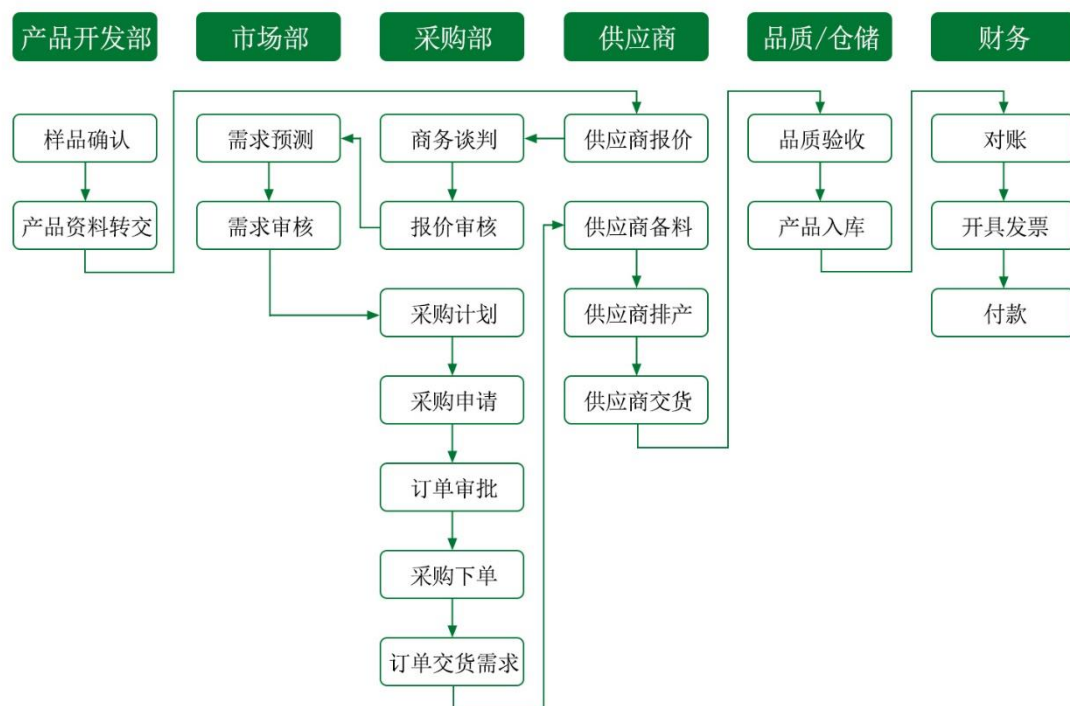 产品开发部
市场部
采购部
供应商
品质/仓储
财务
样品确认
需求预测
商务谈判
供应商报价
品质验收
对账
产品资料转交
需求审核
报价审核
供应商备料
产品入库
开具发票
采购计划
供应商排产
付款
采购申请
供应商交货
订单审批
采购下单
订单交货需求